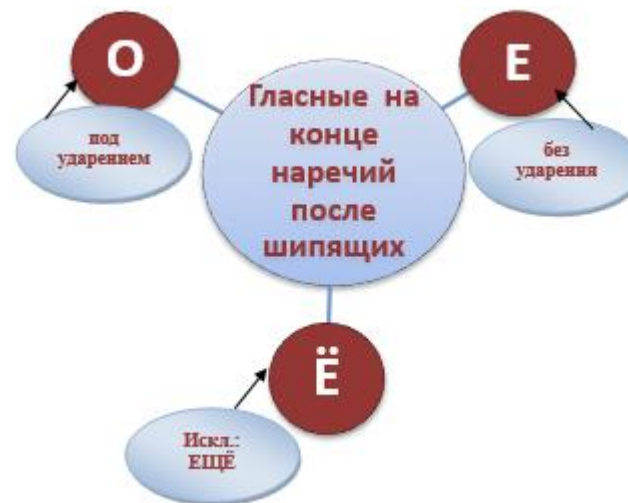 О
под
ударением
Гласные на
конце
наречий
после
шипящих
Е
без
ударения
Ё
Искл.:
ЕЩЁ